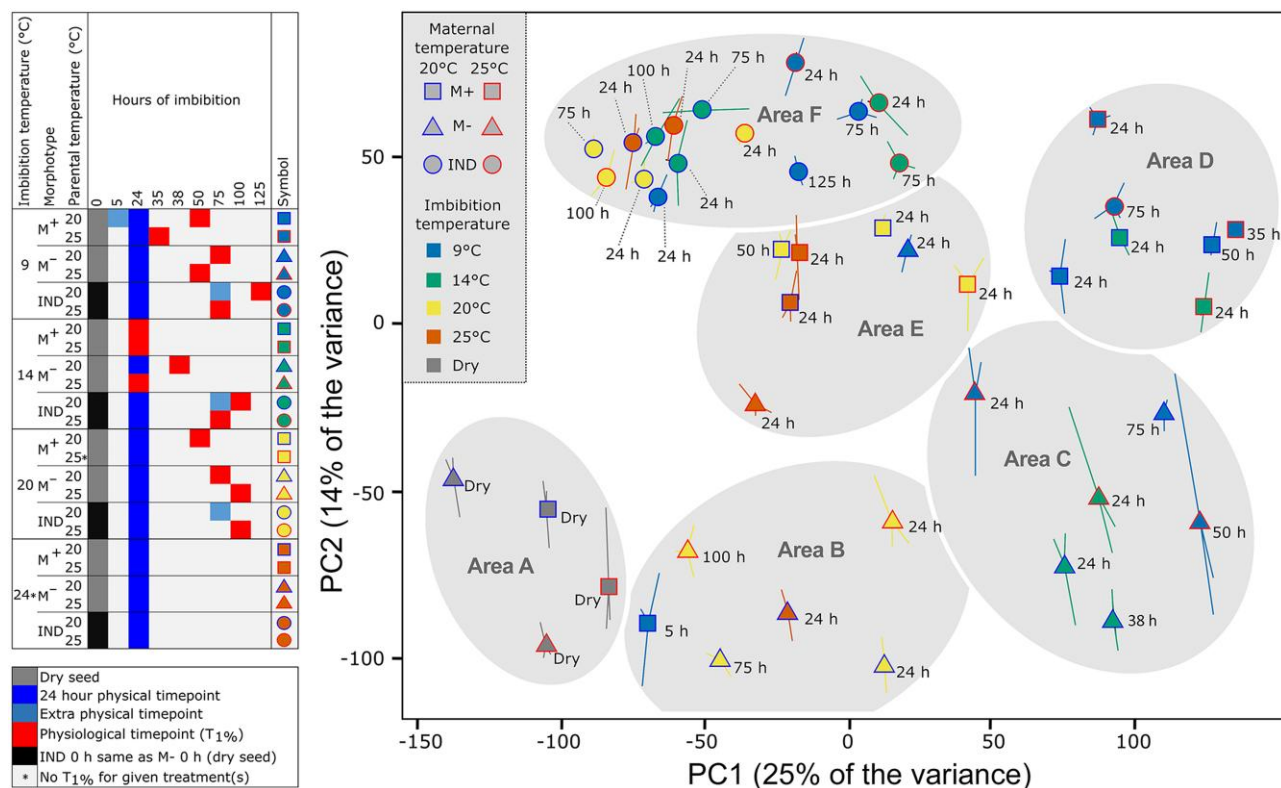 Imbibition temperature (°C)
Morphotype
Parental temperature (°C)
Hours of imbibition
0 5 24 35 38 50 75 100 125
Symbol
M+ 20
25
9 M− 20
25
IND 20
25
M+ 20
25
14 M− 20
25
IND 20
25
M+ 20
25*
20 M− 20
25
IND 20
25
M+ 20
25
24* M− 20
25
IND 20
25
Dry seed
24 hour physical timepoint
Extra physical timepoint
Physiological timepoint (T1%)
IND 0 h same as M- 0 h (dry seed)
* No T1% for given treatment(s)
PC2 (14% of the variance)
50
0
-50
-100
Maternal
temperature
20°C 25°C
M+
M-
IND
Imbibition
temperature
9°C
14°C
20°C
25°C
Dry
75 h
24 h
100 h
24 h
75 h
24 h
Area F
24 h
75 h
24 h
125 h
75 h
100 h
24 h
24 h
24 h
24 h
Area D
75 h
24 h
35 h
50 h
24 h
24 h
24 h
50 h
24 h
24 h
24 h
24 h
Area E
24 h
24 h
75 h
Area C
24 h
50 h
24 h
38 h
Dry
Dry
Area A
Dry
Dry
100 h
Area B
24 h
5 h
24 h
75 h
24 h
-150 -100 -50 0 50 100
PC1 (25% of the variance)